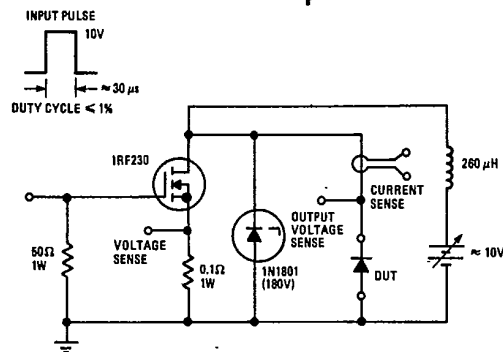 INPUT PULSE
10V
≈ 30 µs
DUTY CYCLE < 1%
1RF230
260 µH
CURRENT
SENSE
OUTPUT
VOLTAGE
SENSE
VOLTAGE
SENSE
50Ω
1W
0.1Ω
1W
1N1801
(180V)
DUT
≈ 10V